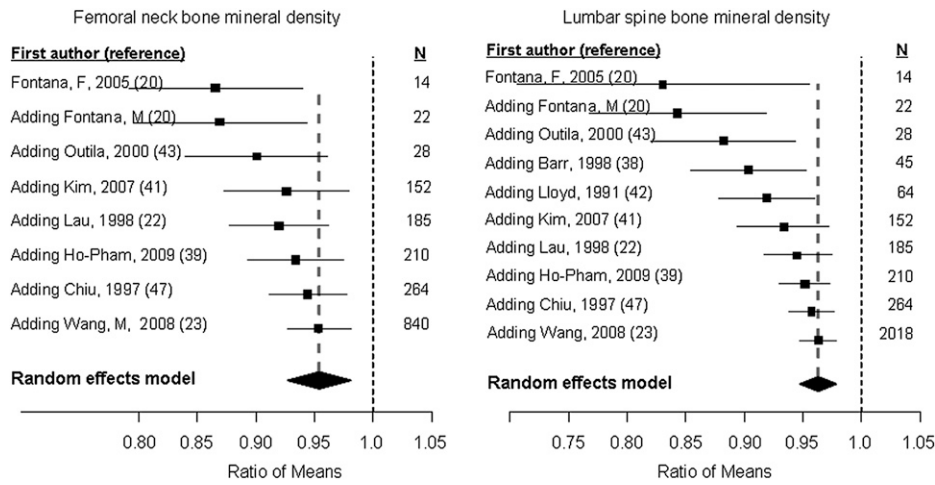 Femoral neck bone mineral density
First author (reference) N
Fontana, F, 2005 (20) 14
Adding Fontana, M (20) 22
Adding Outila, 2000 (43) 28
Adding Kim, 2007 (41) 152
Adding Lau, 1998 (22) 185
Adding Ho-Pham, 2009 (39) 210
Adding Chiu, 1997 (47) 264
Adding Wang, M, 2008 (23) 840
Random effects model
0.80 0.85 0.90 0.95 1.0 1.05
Ratio of Means
Lumbar spine bone mineral density
First author (reference) N
Fontana, F, 2005 (20) 14
Adding Fontana, M (20) 22
Adding Outila, 2000 (43) 28
Adding Barr, 1998 (38) 45
Adding Lloyd, 1991 (42) 64
Adding Kim, 2007 (41) 152
Adding Lau, 1998 (22) 185
Adding Ho-Pham, 2009 (39) 210
Adding Chiu, 1997 (47) 264
Adding Wang, 2008 (23) 2018
Random effects model
0.75 0.80 0.85 0.90 0.95 1.0 1.05
Ratio of Means